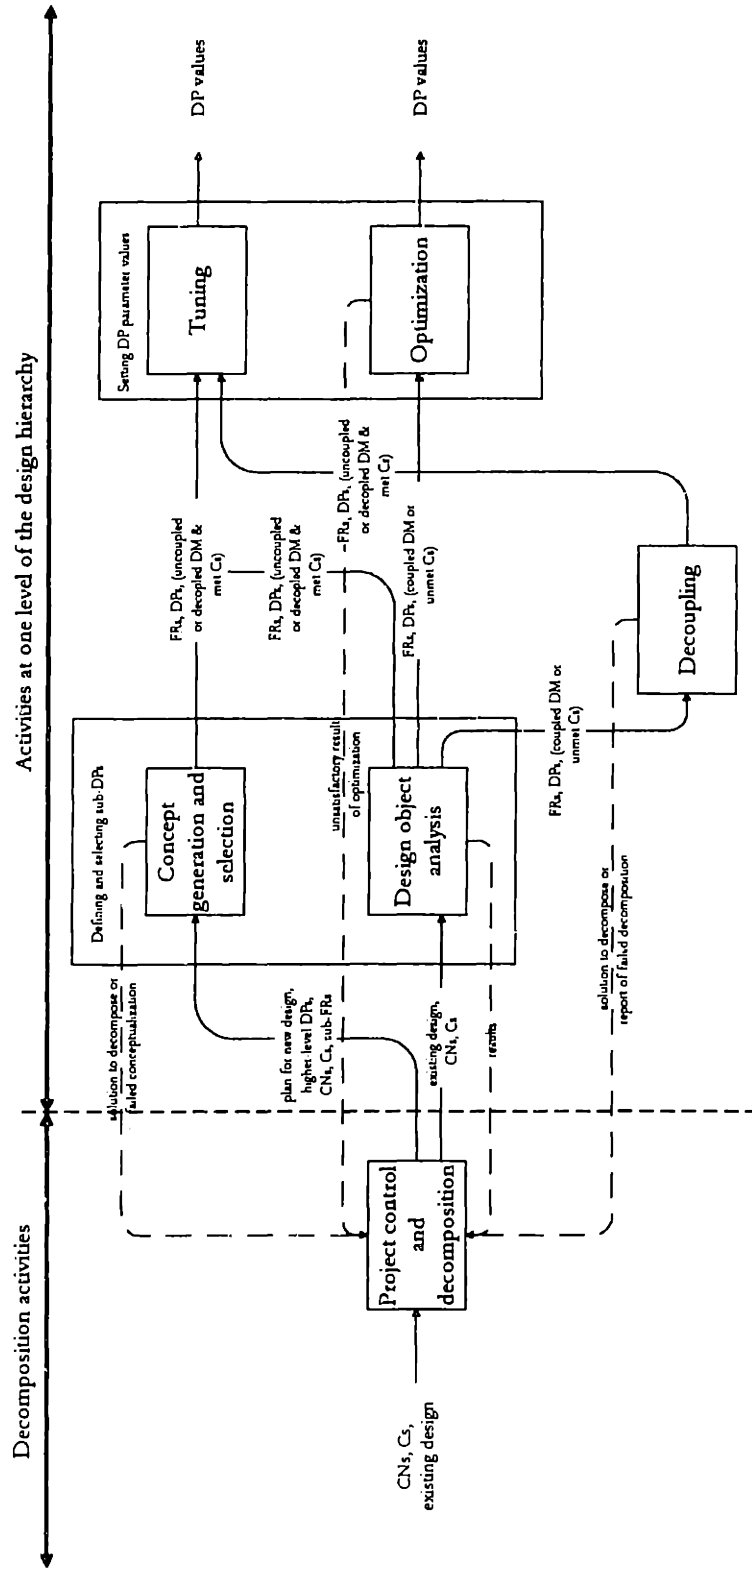 Decomposition activities
Activities at one level of the design hierarchy
CNs, Cs,
existing design
Project control
and
decomposition
solution to decompose or
failed conceptualization
plan for new design,
higher level DPs,
CNs, Cs, sub-FRs
existing design,
CNs, Cs
results
solution to decompose or
report of failed decomposition
Defining and selecting sub-DPs
Concept
generation and
selection
unsatisfactory result
of optimization
Design object
analysis
FRs, DPs, (uncoupled
or decopled DM &
met Cs)
FRs, DPs, (uncoupled
or decopled DM &
met Cs)
FRs, DPs, (uncoupled
or decopled DM &
met Cs)
FRs, DPs, (coupled DM or
unmet Cs)
FRs, DPs, (coupled DM or
unmet Cs)
Decoupling
Setting DP parameter values
Tuning
Optimization
DP values
DP values